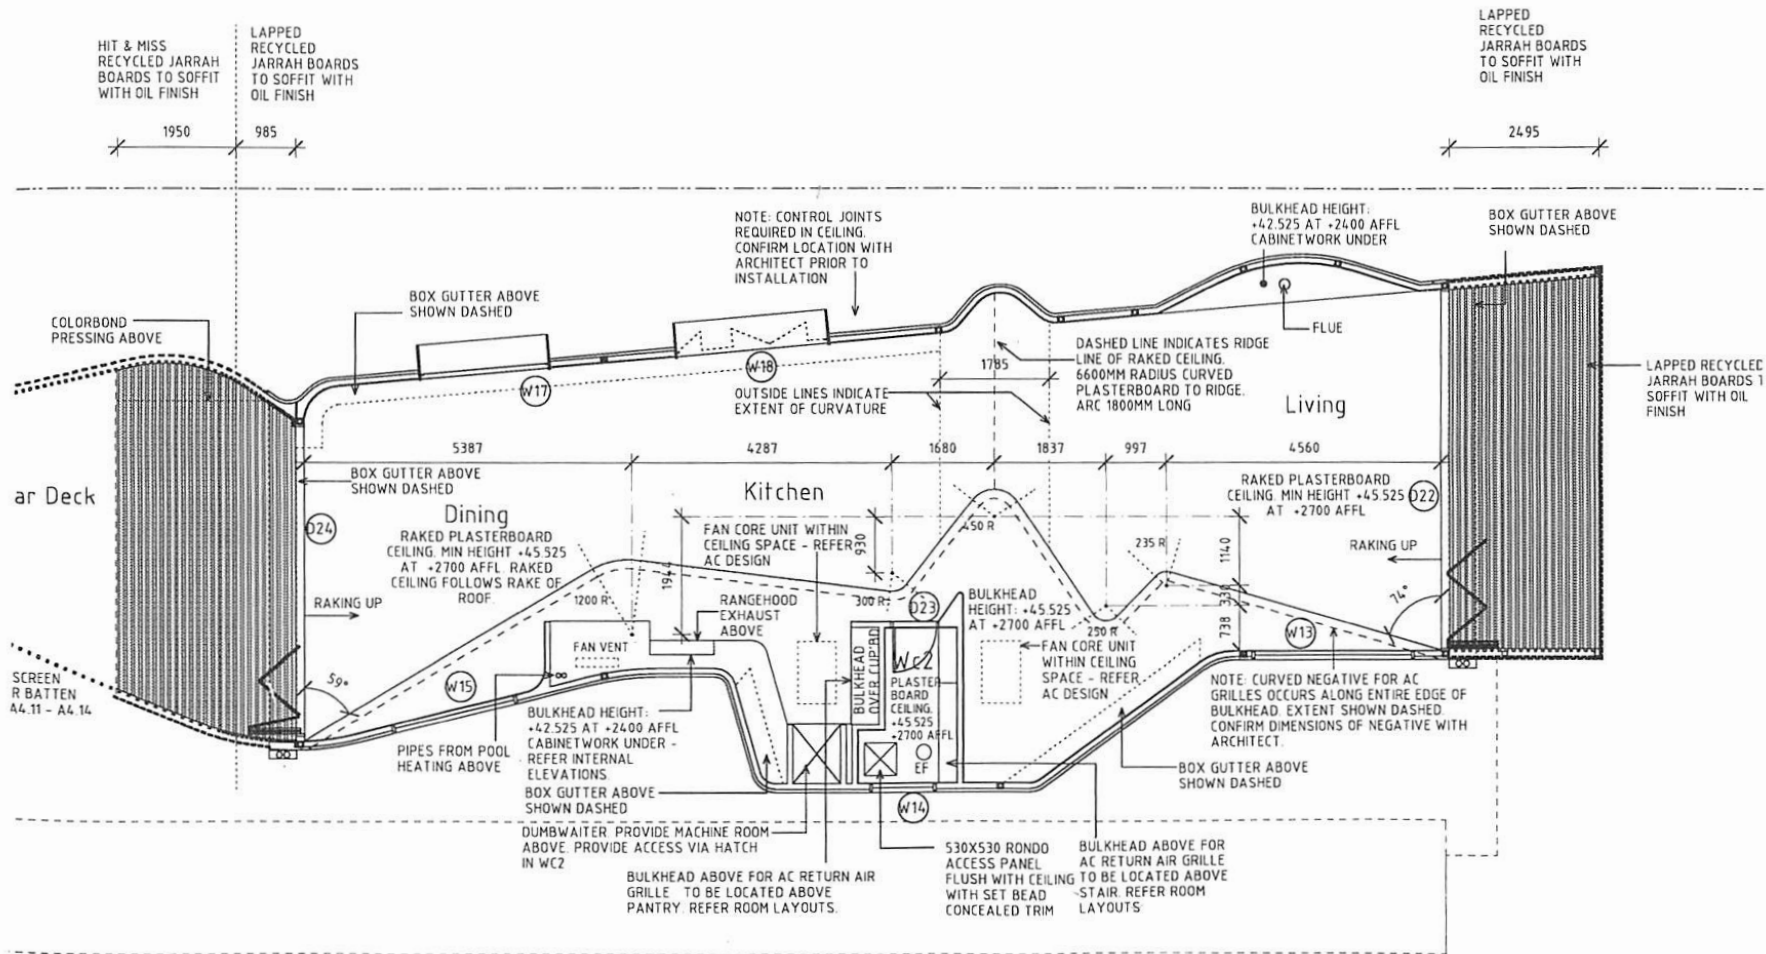 HIT & MISS
RECYCLED JARRAH
BOARDS TO SOFFIT
WITH OIL FINISH
LAPPED
RECYCLED
JARRAH BOARDS
TO SOFFIT WITH
OIL FINISH
LAPPED
RECYCLED
JARRAH BOARDS
TO SOFFIT WITH
OIL FINISH
1950
985
2495
NOTE: CONTROL JOINTS
REQUIRED IN CEILING.
CONFIRM LOCATION WITH
ARCHITECT PRIOR TO
INSTALLATION
BULKHEAD HEIGHT:
+42.525 AT +2400 AFFL
CABINETWORK UNDER
BOX GUTTER ABOVE
SHOWN DASHED
BOX GUTTER ABOVE
SHOWN DASHED
COLORBOND
PRESSING ABOVE
FLUE
W17
W18
1785
DASHED LINE INDICATES RIDGE
LINE OF RAKED CEILING.
6600MM RADIUS CURVED
PLASTERBOARD TO RIDGE.
ARC 1800MM LONG
OUTSIDE LINES INDICATE
EXTENT OF CURVATURE
Living
LAPPED RECYCLED
JARRAH BOARDS T
SOFFIT WITH OIL
FINISH
5387
4287
1680
1837
997
4560
BOX GUTTER ABOVE
SHOWN DASHED
ar Deck
Dining
Kitchen
D24
RAKED PLASTERBOARD
CEILING. MIN HEIGHT +45.525
AT +2700 AFFL. RAKED
CEILING FOLLOWS RAKE OF
ROOF.
FAN CORE UNIT WITHIN
CEILING SPACE - REFER
AC DESIGN
930
450 R
235 R
RAKED PLASTERBOARD
CEILING. MIN HEIGHT +45.525
AT +2700 AFFL
D22
RAKING UP
1140
330
738
74°
RAKING UP
1200 R
RANGEHOOD
EXHAUST
ABOVE
300 R
D23
BULKHEAD
HEIGHT: +45.525
AT +2700 AFFL
250 R
W13
FAN VENT
BULKHEAD
OVER CUP'BD
Wc2
PLASTER
BOARD
CEILING.
+45.525
+2700 AFFL
EF
FAN CORE UNIT
WITHIN CEILING
SPACE - REFER
AC DESIGN
59°
W15
SCREEN
R BATTEN
A4.11 - A4.14
PIPES FROM POOL
HEATING ABOVE
BULKHEAD HEIGHT:
+42.525 AT +2400 AFFL
CABINETWORK UNDER -
REFER INTERNAL
ELEVATIONS.
BOX GUTTER ABOVE
SHOWN DASHED
NOTE: CURVED NEGATIVE FOR AC
GRILLES OCCURS ALONG ENTIRE EDGE OF
BULKHEAD. EXTENT SHOWN DASHED.
CONFIRM DIMENSIONS OF NEGATIVE WITH
ARCHITECT.
BOX GUTTER ABOVE
SHOWN DASHED
W14
DUMBWAITER. PROVIDE MACHINE ROOM
ABOVE. PROVIDE ACCESS VIA HATCH
IN WC2
BULKHEAD ABOVE FOR AC RETURN AIR
GRILLE TO BE LOCATED ABOVE
PANTRY. REFER ROOM LAYOUTS.
530X530 RONDO
ACCESS PANEL
FLUSH WITH CEILING
WITH SET BEAD
CONCEALED TRIM
BULKHEAD ABOVE FOR
AC RETURN AIR GRILLE
TO BE LOCATED ABOVE
STAIR. REFER ROOM
LAYOUTS